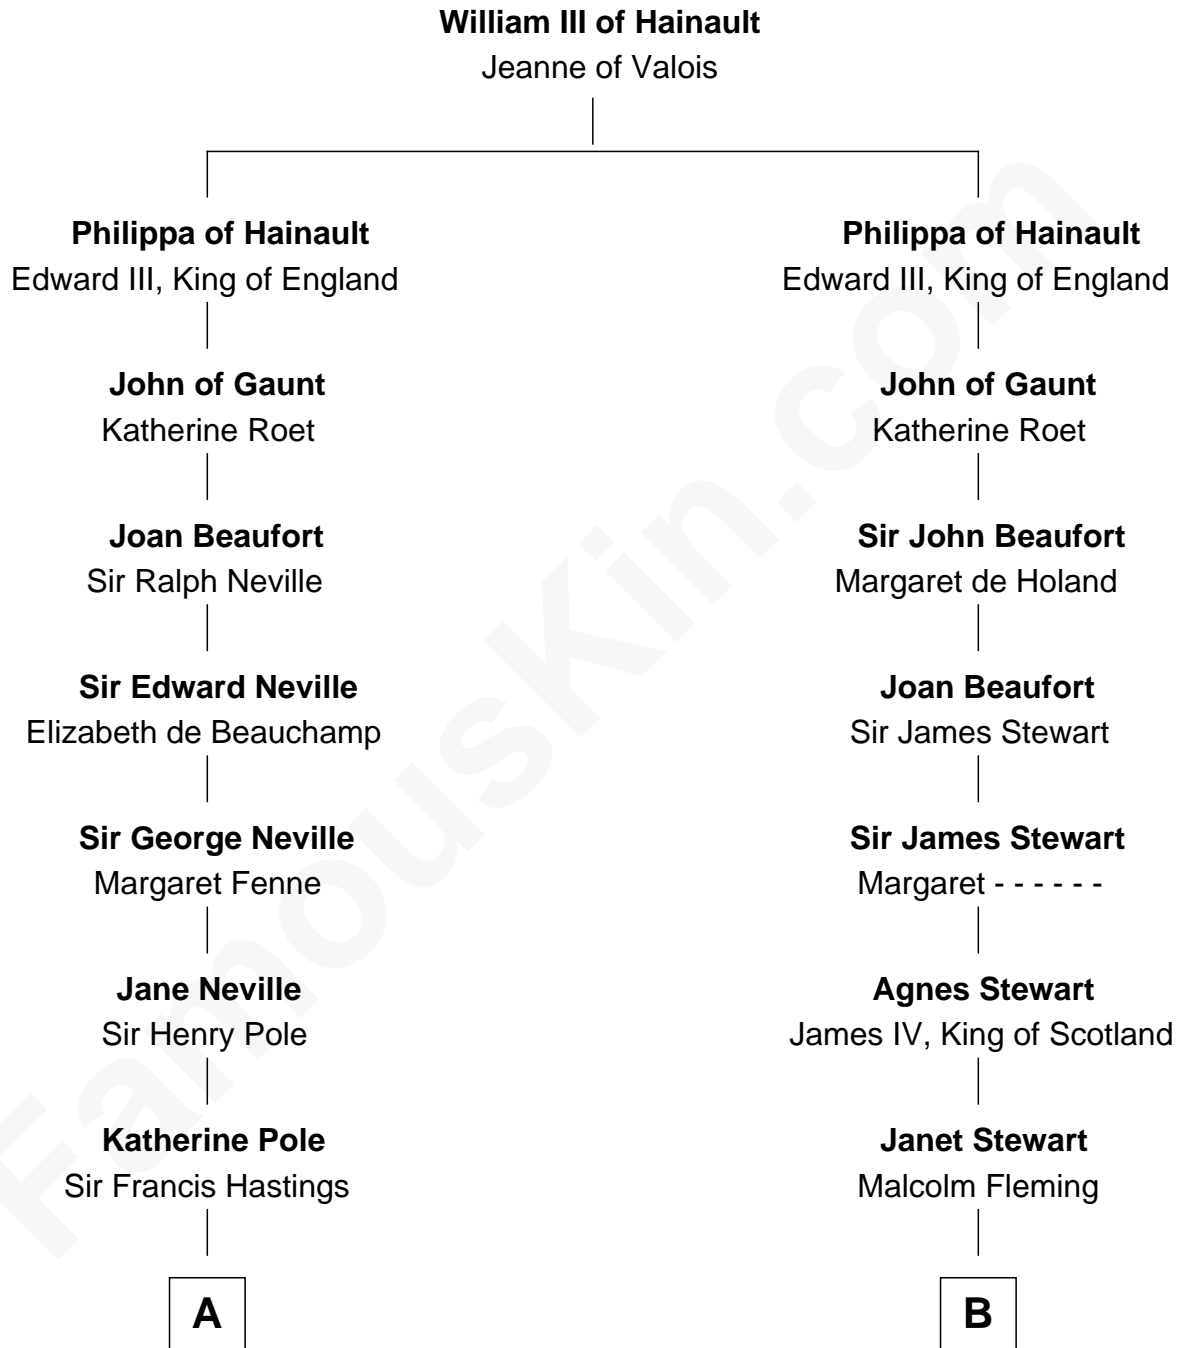 William III of Hainault
Jeanne of Valois
Philippa of Hainault
Edward III, King of England
John of Gaunt
Katherine Roet
Joan Beaufort
Sir Ralph Neville
Sir Edward Neville
Elizabeth de Beauchamp
Sir George Neville
Margaret Fenne
Jane Neville
Sir Henry Pole
Katherine Pole
Sir Francis Hastings
A
Philippa of Hainault
Edward III, King of England
John of Gaunt
Katherine Roet
Sir John Beaufort
Margaret de Holand
Joan Beaufort
Sir James Stewart
Sir James Stewart
Margaret - - - - - -
Agnes Stewart
James IV, King of Scotland
Janet Stewart
Malcolm Fleming
B
FamousKin.com